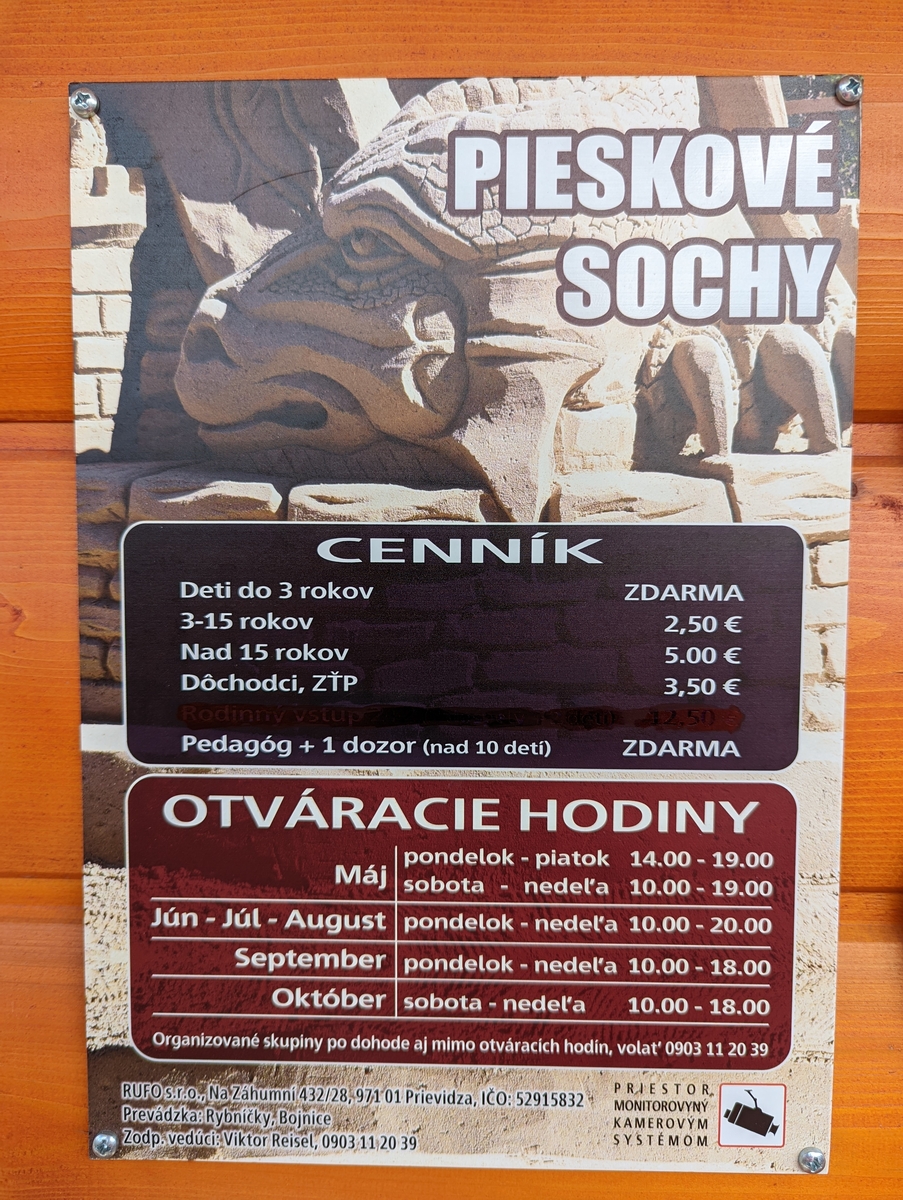 PIESKOVÉ
SOCHY
CENNÍK
Deti do 3 rokov ZDARMA
3-15 rokov 2,50 €
Nad 15 rokov 5.00 €
Dôchodci, ZŤP 3,50 €
Rodinný vstup 12,50 €
Pedagóg + 1 dozor (nad 10 detí) ZDARMA
OTVÁRACIE HODINY
Máj pondelok - piatok 14.00 - 19.00
sobota - nedeľa 10.00 - 19.00
Jún - Júl - August pondelok - nedeľa 10.00 - 20.00
September pondelok - nedeľa 10.00 - 18.00
Október sobota - nedeľa 10.00 - 18.00
Organizované skupiny po dohode aj mimo otváracích hodín, volať 0903 11 20 39
RUFO s.r.o., Na Záhumní 432/28, 971 01 Prievidza, IČO: 52915832
Prevádzka: Rybníčky, Bojnice
Zodp. vedúci: Viktor Reisel, 0903 11 20 39
PRIESTOR
MONITOROVYNÝ
KAMEROVÝM
SYSTÉMOM